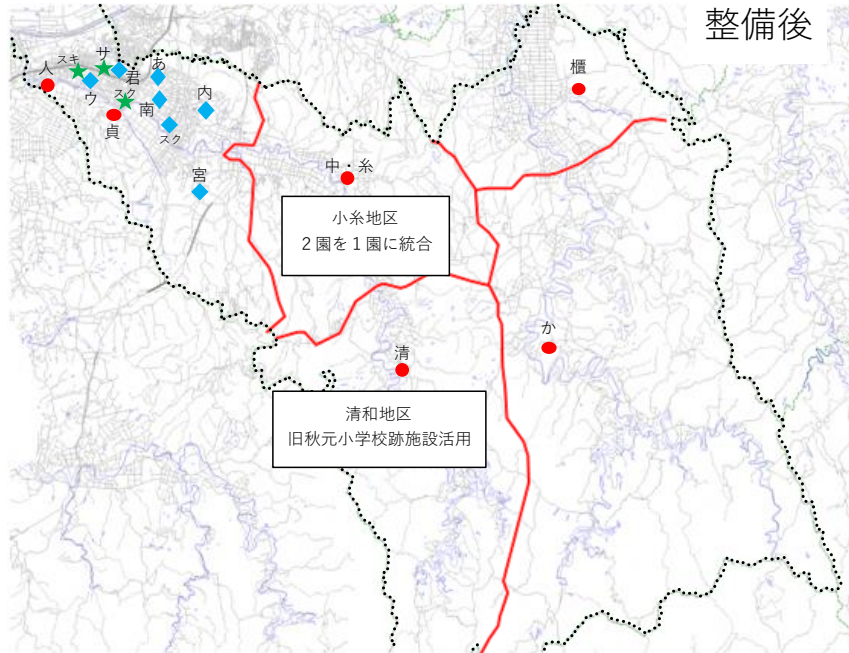 整備後
スキ
サ
人
ウ
君
あ
スク
貞
南
内
スク
宮
櫃
中・糸
小糸地区
２園を１園に統合
か
清
清和地区
旧秋元小学校跡施設活用